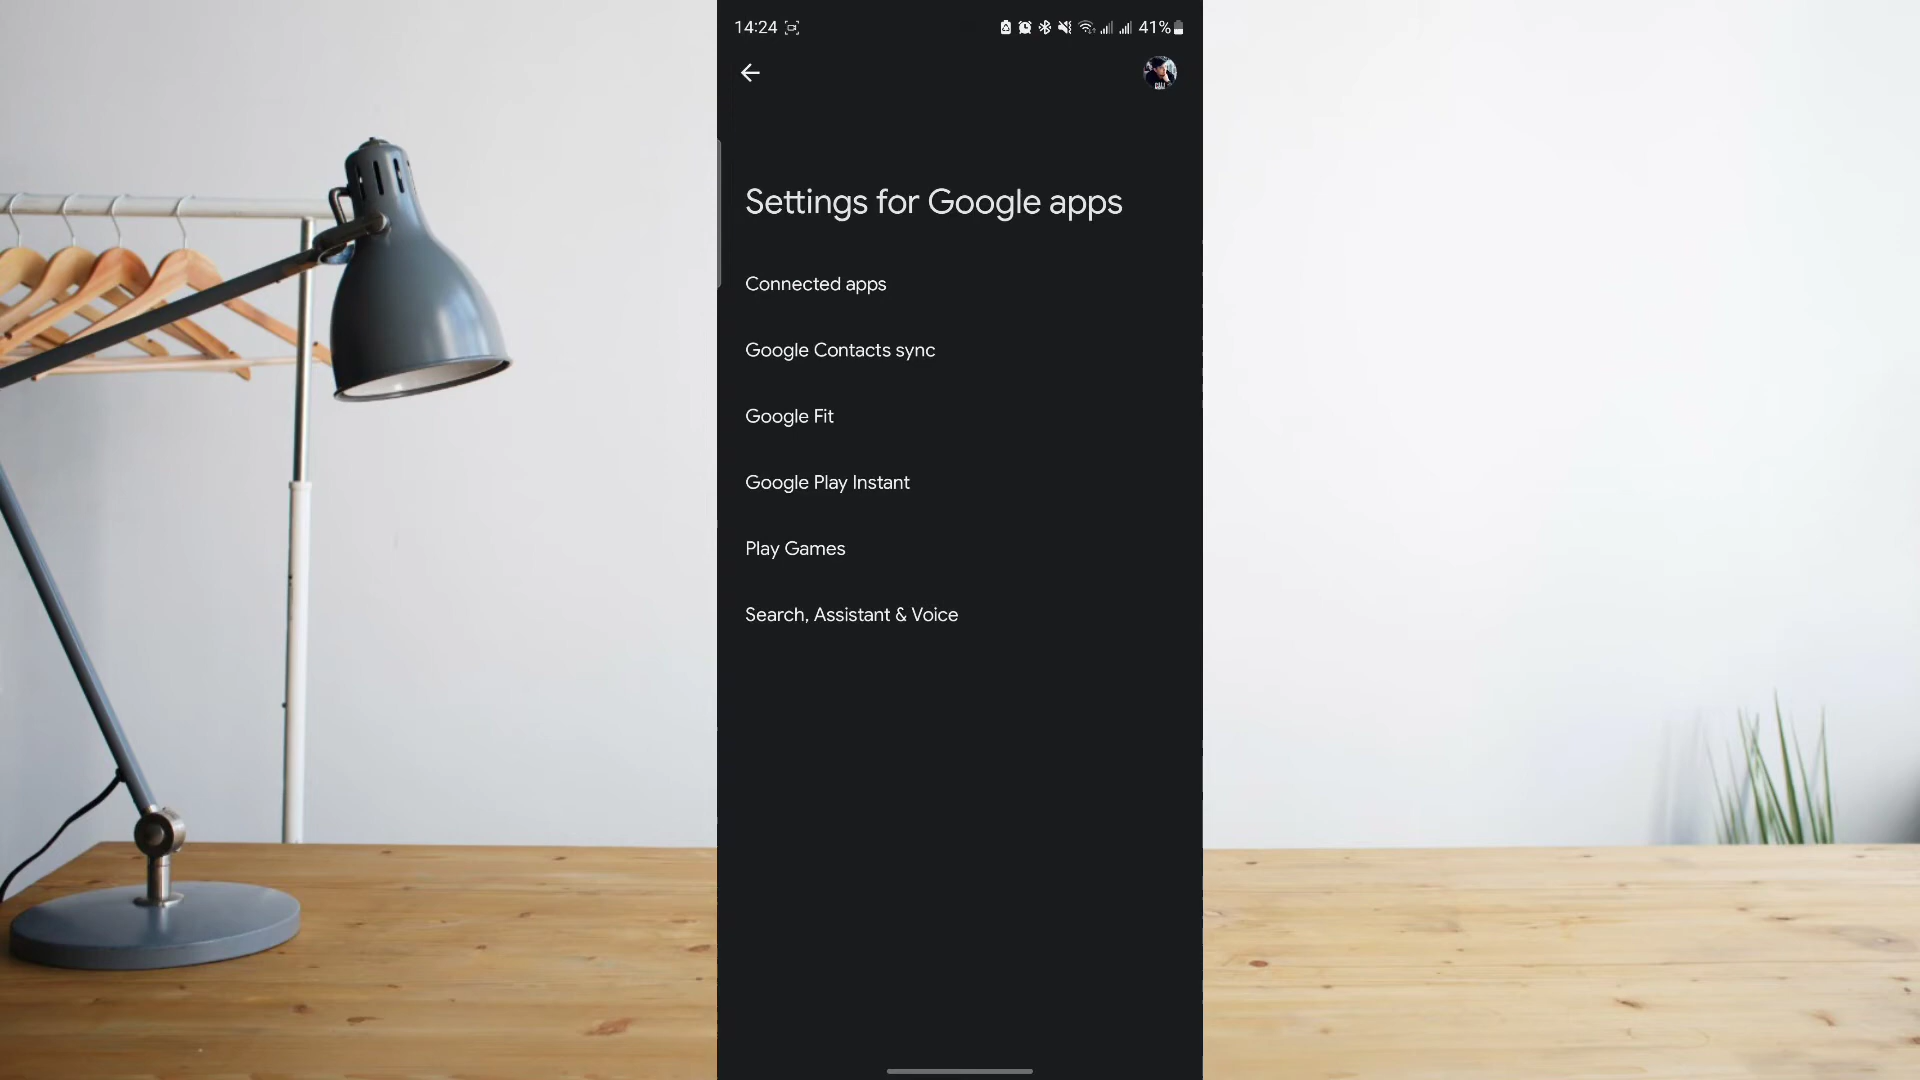 14:24 41%
Settings for Google apps
Connected apps
Google Contacts sync
Google Fit
Google Play Instant
Play Games
Search, Assistant & Voice